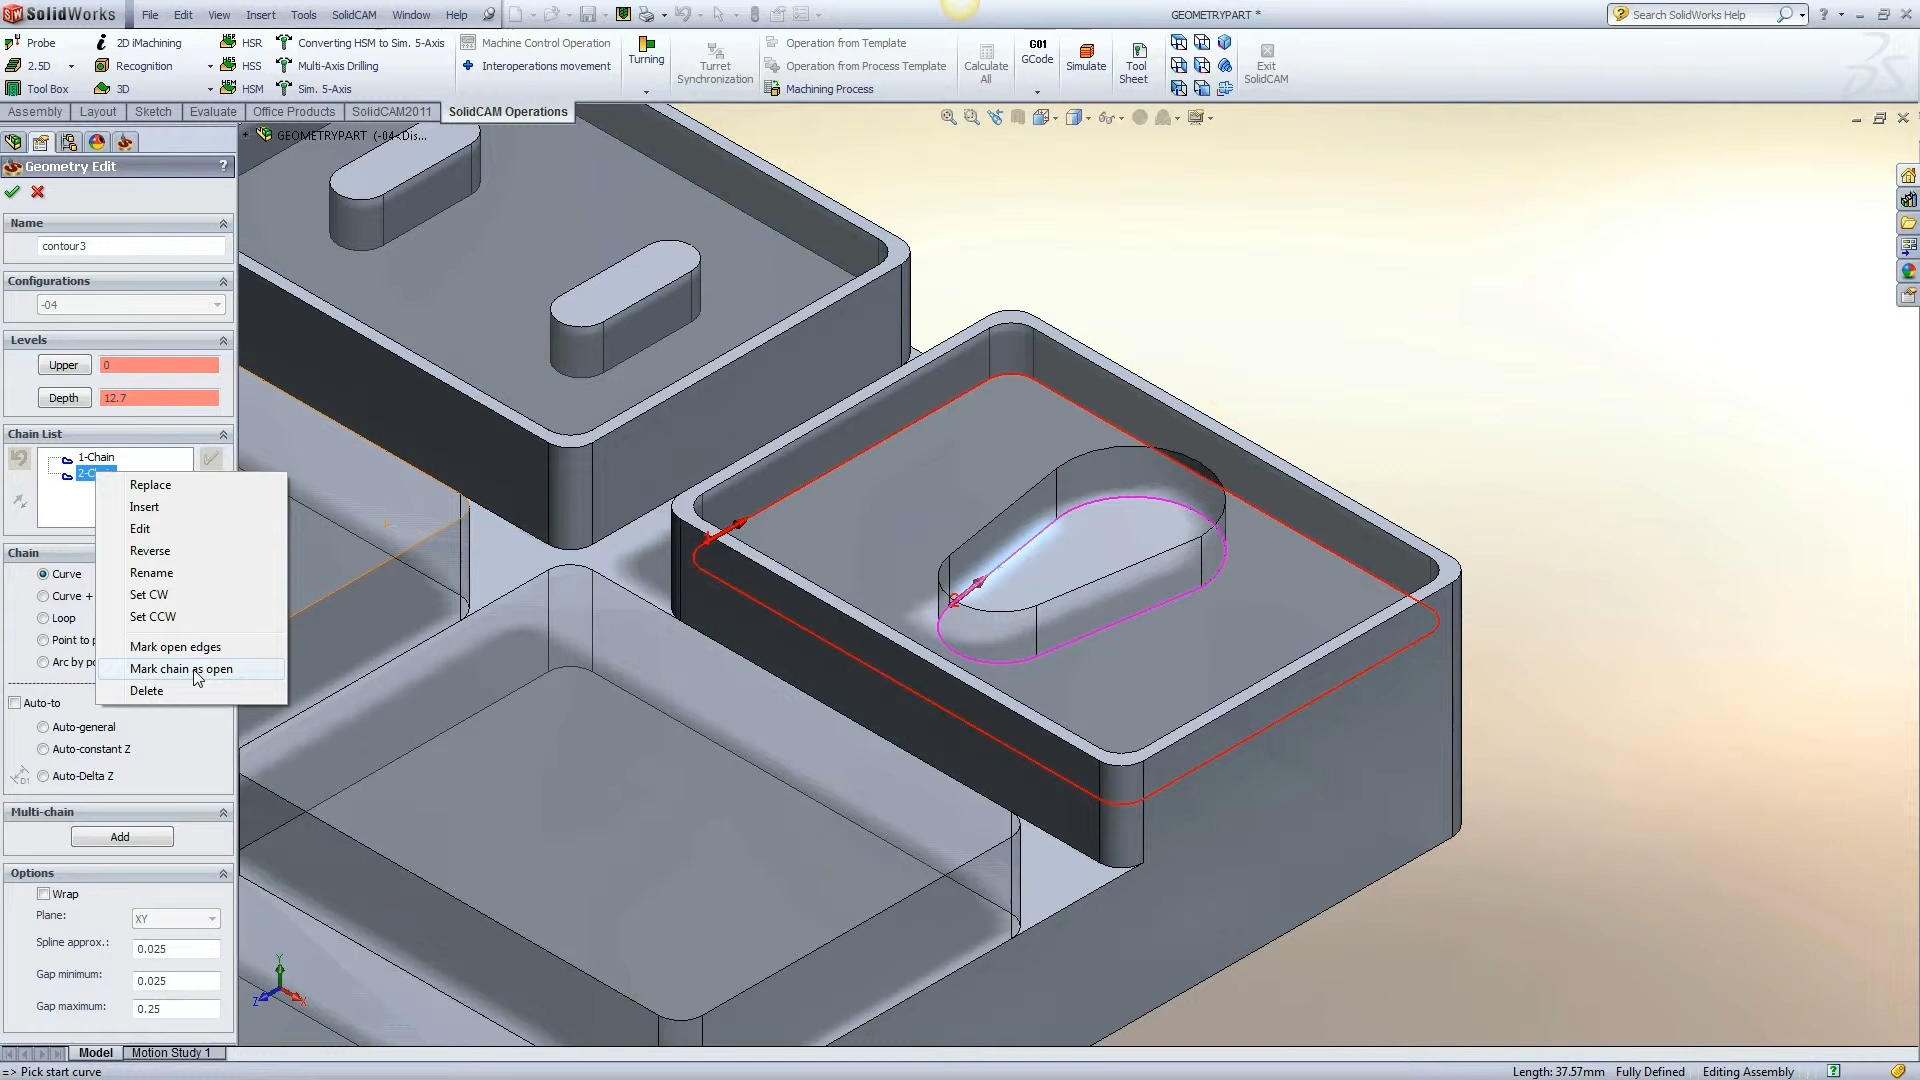 SolidWorks File Edit View Insert Tools SolidCAM Window Help GEOMETRYPART * Search SolidWorks Help
Probe 2D iMachining HSR Converting HSM to Sim. 5-Axis Machine Control Operation Operation from Template
2.5D Recognition HSS Multi-Axis Drilling Interoperations movement Operation from Process Template
Tool Box 3D HSM Sim. 5-Axis Machining Process
Turning
Turret
Synchronization
Calculate
All
G01
GCode
Simulate
Tool
Sheet
Exit
SolidCAM
Assembly Layout Sketch Evaluate Office Products SolidCAM2011 SolidCAM Operations
GEOMETRYPART (-04<Dis...
Geometry Edit ?
Name
contour3
Configurations
-04
Levels
Upper 0
Depth 12.7
Chain List
1-Chain
Replace
Insert
Edit
Reverse
Rename
Set CW
Set CCW
Mark open edges
Mark chain as open
Delete
Chain
Curve
Curve +
Loop
Point to p
Arc by po
Auto-to
Auto-general
Auto-constant Z
Auto-Delta Z
Multi-chain
Add
Options
Wrap
Plane: XY
Spline approx.: 0.025
Gap minimum: 0.025
Gap maximum: 0.25
Y
Z
X
2
Model Motion Study 1
=> Pick start curve Length: 37.57mm Fully Defined Editing Assembly ?